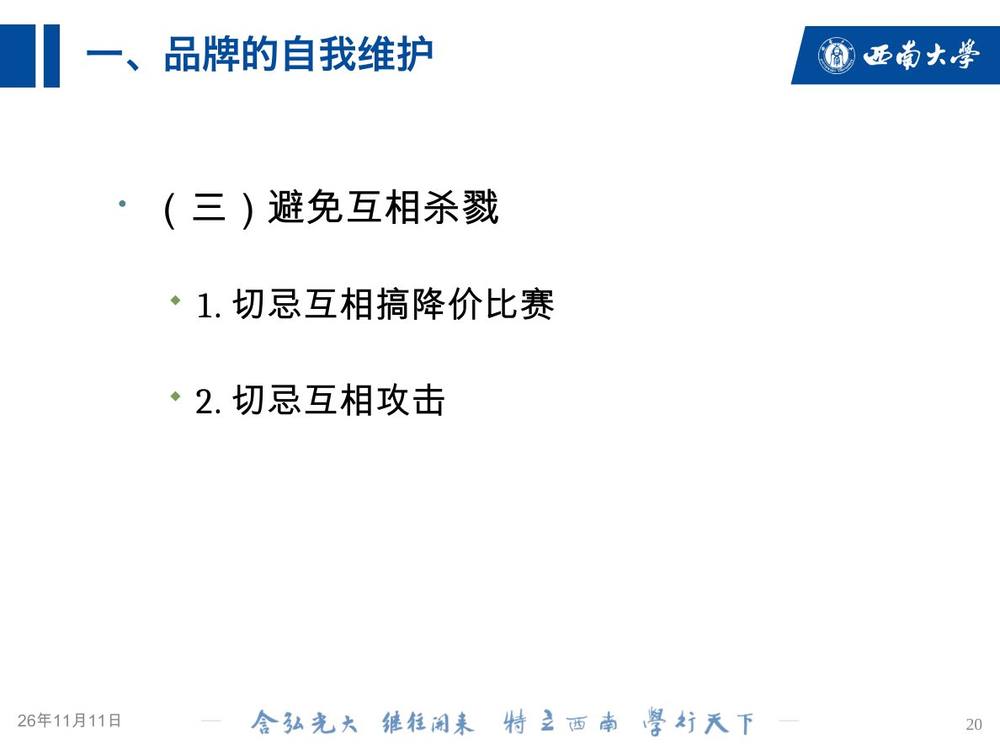 一、品牌的自我维护
西南大学
（三）避免互相杀戮
1. 切忌互相搞降价比赛
2. 切忌互相攻击
26年11月11日
含弘光大 继往开来 特立西南 學行天下
20